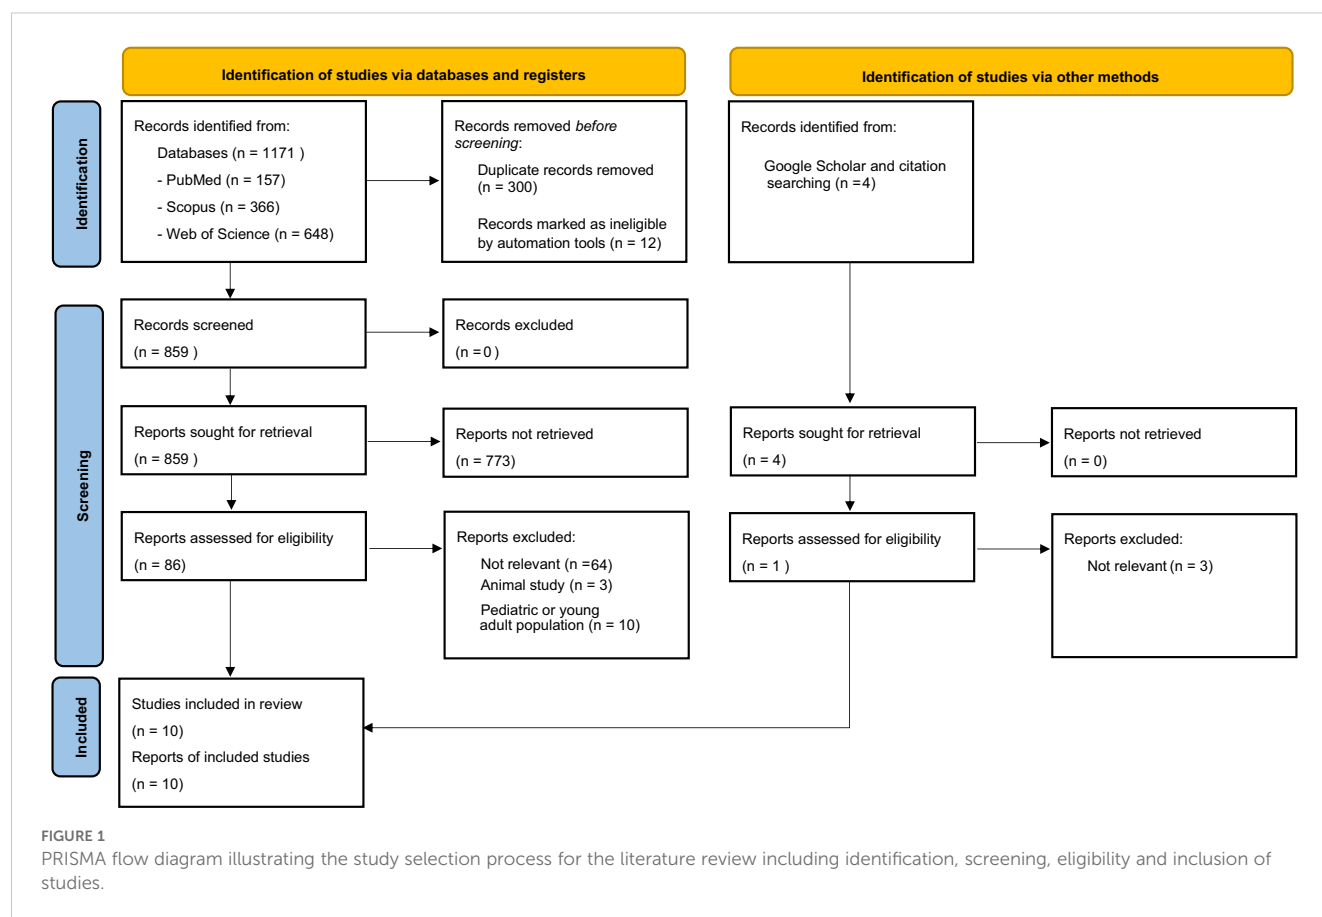 Identification of studies via databases and registers
Identification of studies via other methods
Identification
Records identified from:
Databases (n = 1171 )
- PubMed (n = 157)
- Scopus (n = 366)
- Web of Science (n = 648)
Records removed before
screening:
Duplicate records removed
(n = 300)
Records marked as ineligible
by automation tools (n = 12)
Records identified from:
Google Scholar and citation
searching (n =4)
Screening
Records screened
(n = 859 )
Records excluded
(n =0 )
Reports sought for retrieval
(n = 859 )
Reports not retrieved
(n = 773)
Reports sought for retrieval
(n = 4)
Reports not retrieved
(n = 0)
Reports assessed for eligibility
(n = 86)
Reports excluded:
Not relevant (n =64)
Animal study (n = 3)
Pediatric or young
adult population (n = 10)
Reports assessed for eligibility
(n = 1 )
Reports excluded:
Not relevant (n = 3)
Included
Studies included in review
(n = 10)
Reports of included studies
(n = 10)
FIGURE 1
PRISMA flow diagram illustrating the study selection process for the literature review including identification, screening, eligibility and inclusion of
studies.